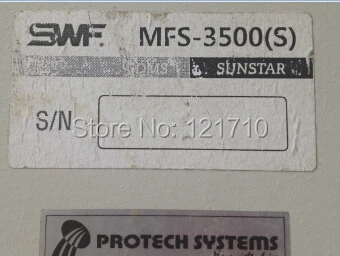 SWF MFS-3500(S)
SUNSTAR
S/N
Store No: 121710
PROTECH SYSTEMS